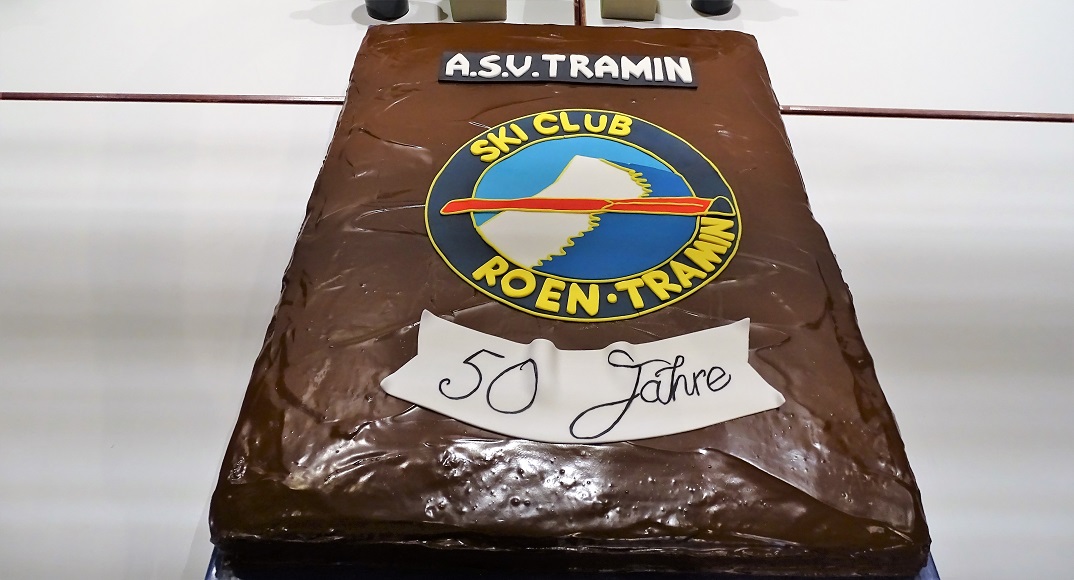 A.S.V.TRAMIN
SKI CLUB
ROEN·TRAMIN
50 Jahre